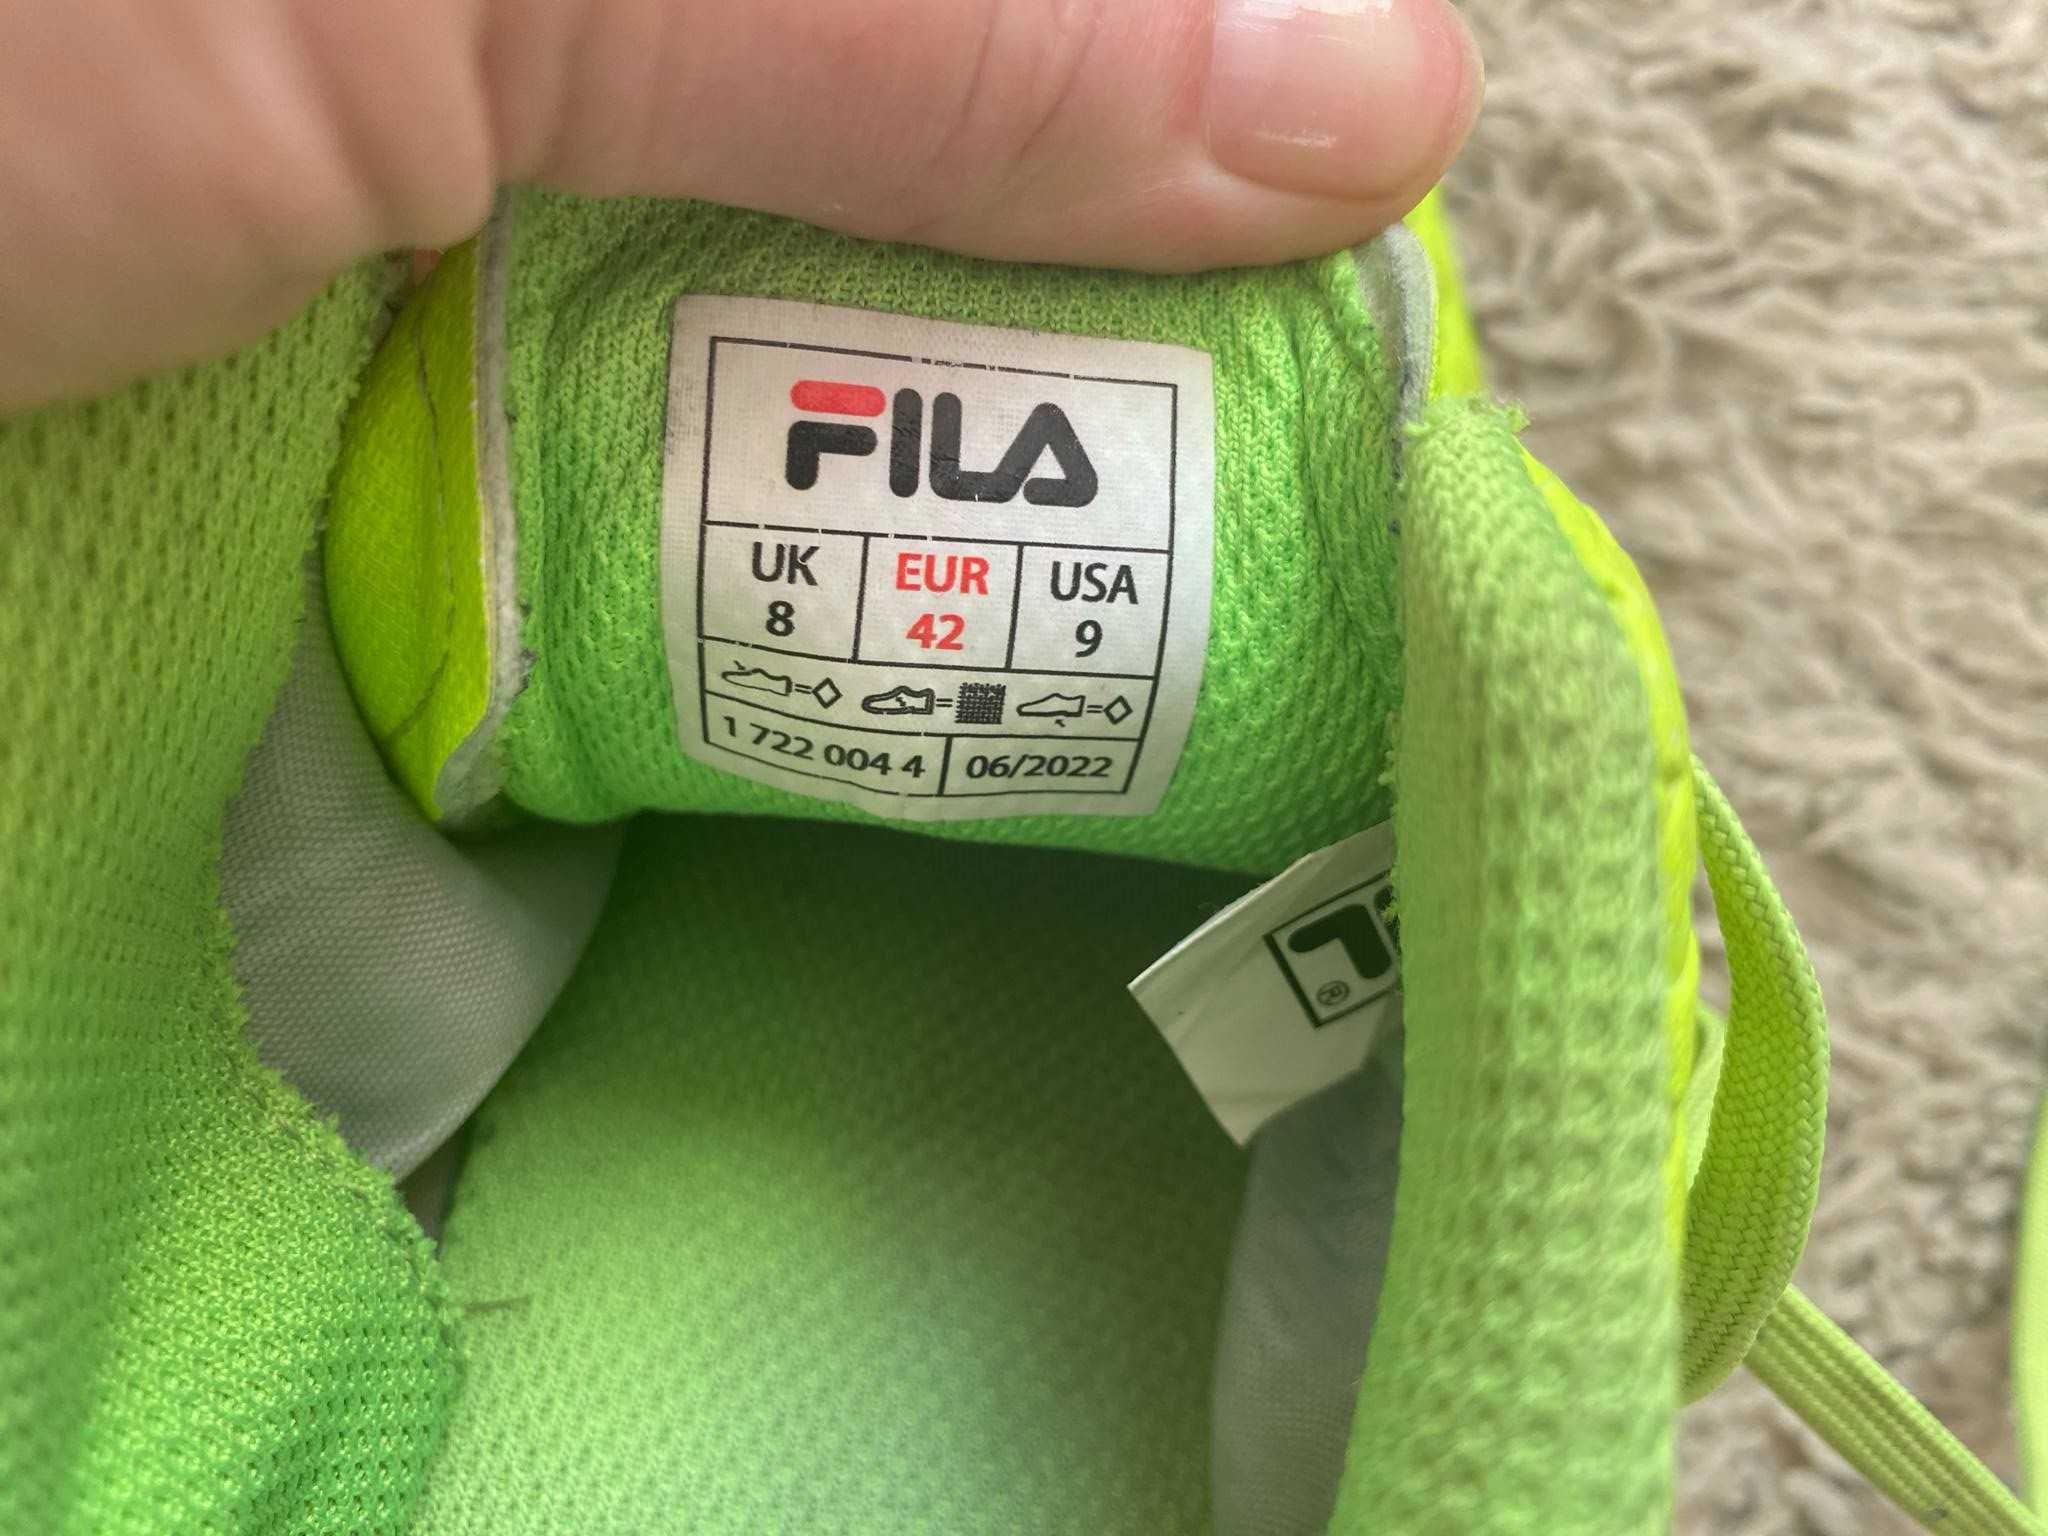 FILA
UK EUR USA
8 42 9
= = =
1 722 004 4 06/2022
®